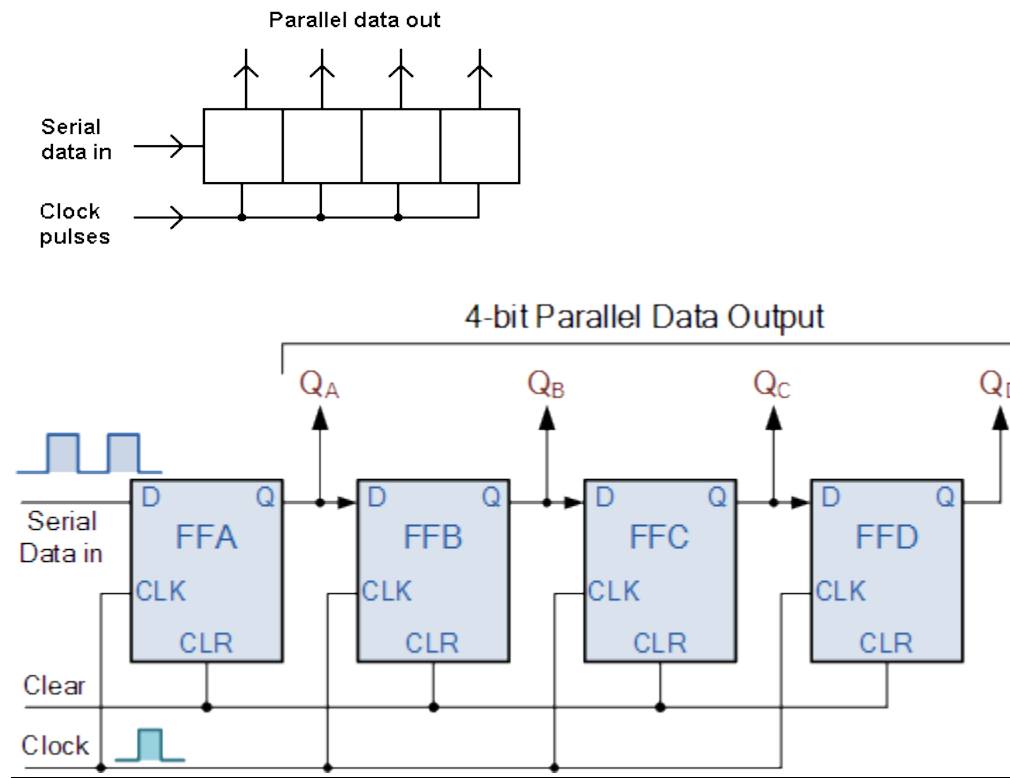 Parallel data out
Serial
data in
Clock
pulses
4-bit Parallel Data Output
QA QB QC QD
D Q D Q D Q D Q
Serial
Data in
FFA FFB FFC FFD
CLK CLK CLK CLK
CLR CLR CLR CLR
Clear
Clock